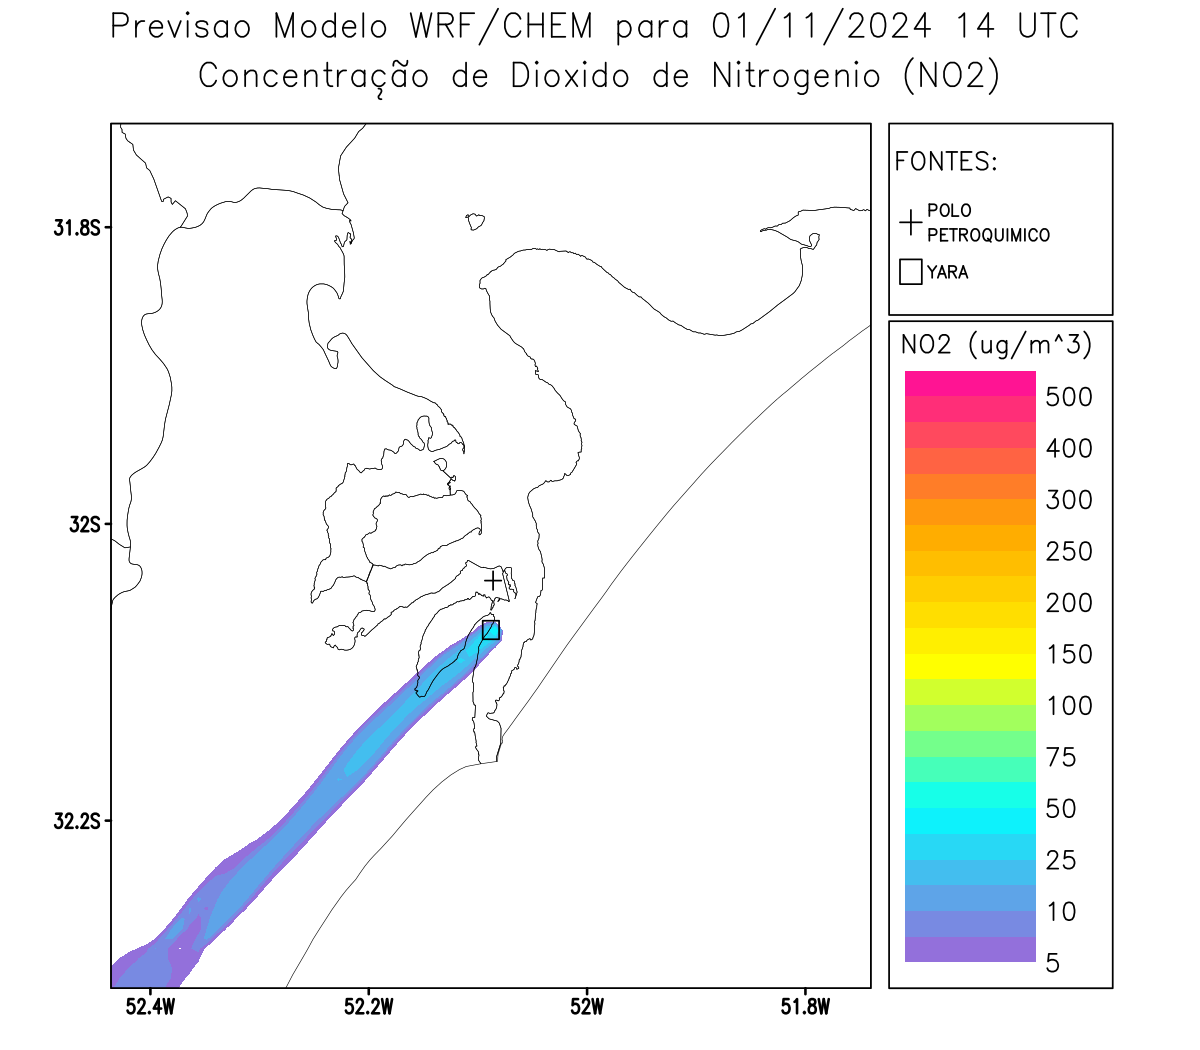 Previsao Modelo WRF/CHEM para 01/11/2024 14 UTC
Concentração de Dioxido de Nitrogenio (NO2)
FONTES:
POLO
PETROQUIMICO
YARA
NO2 (ug/m^3)
500
400
300
250
200
150
100
75
50
25
10
5
31.8S
32S
32.2S
52.4W
52.2W
52W
51.8W